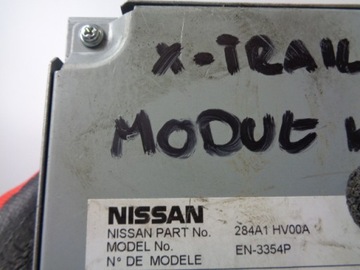 X-TRAIL
MODUŁ
NISSAN
NISSAN PART No. 284A1 HV00A
MODEL No. EN-3354P
N° DE MODELE